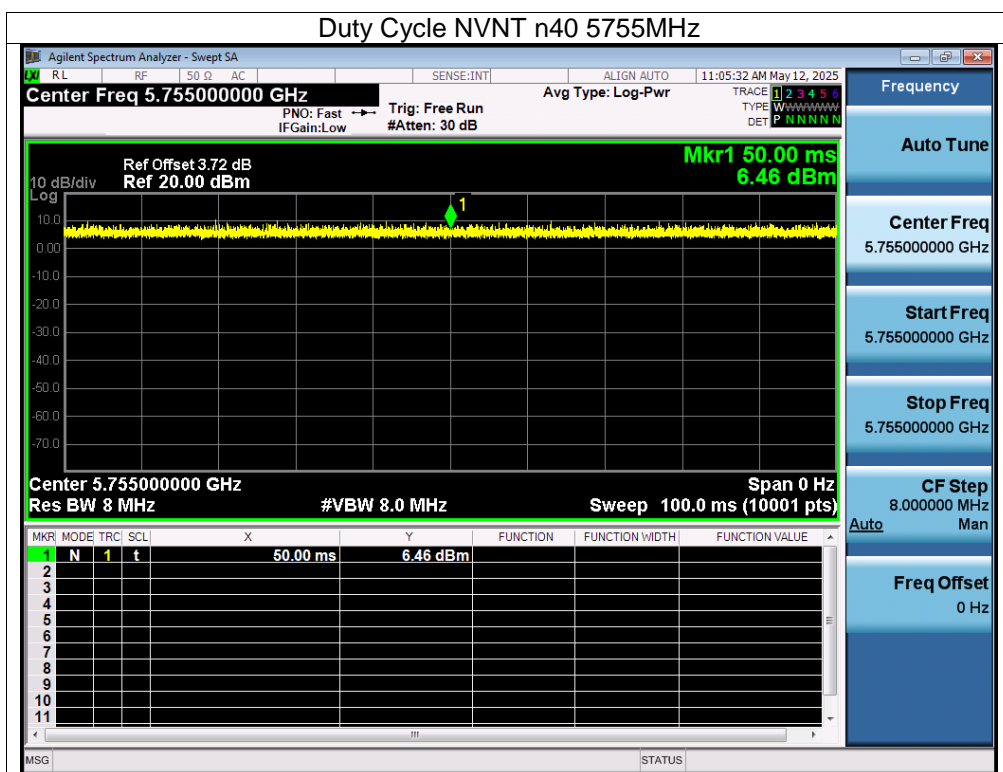 Duty Cycle NVNT n40 5755MHz
Agilent Spectrum Analyzer - Swept SA
LXI RL RF 50 Ω AC SENSE:INT ALIGN AUTO 11:05:32 AM May 12, 2025
Center Freq 5.755000000 GHz Avg Type: Log-Pwr TRACE 1 2 3 4 5 6
PNO: Fast Trig: Free Run TYPE WWWWWW
IFGain:Low #Atten: 30 dB DET P N N N N N
Frequency
Mkr1 50.00 ms
6.46 dBm
Ref Offset 3.72 dB
10 dB/div Ref 20.00 dBm
Log
1
10.0
0.00
-10.0
-20.0
-30.0
-40.0
-50.0
-60.0
-70.0
Center 5.755000000 GHz Span 0 Hz
Res BW 8 MHz #VBW 8.0 MHz Sweep 100.0 ms (10001 pts)
MKR MODE TRC SCL X Y FUNCTION FUNCTION WIDTH FUNCTION VALUE
1 N 1 t 50.00 ms 6.46 dBm
2
3
4
5
6
7
8
9
10
11
MSG STATUS
Auto Tune
Center Freq
5.755000000 GHz
Start Freq
5.755000000 GHz
Stop Freq
5.755000000 GHz
CF Step
8.000000 MHz
Auto Man
Freq Offset
0 Hz